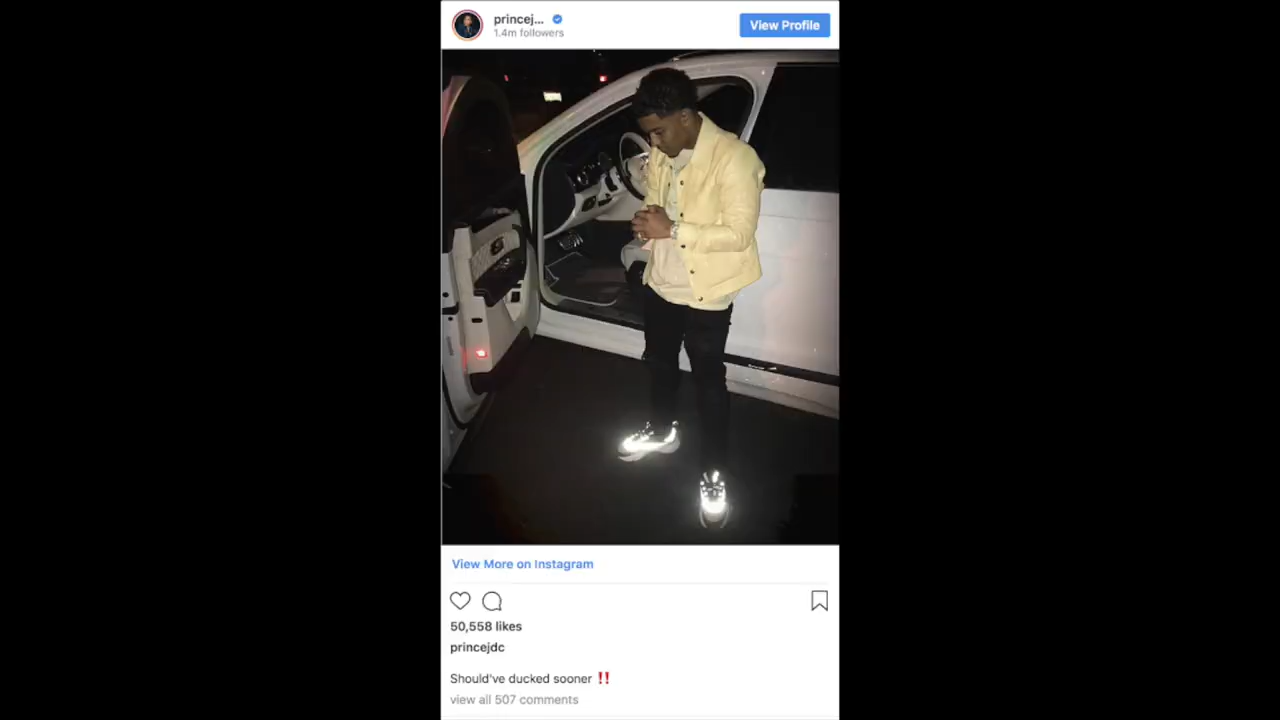 princej...
1.4m followers
View Profile
View More on Instagram
50,558 likes
princejdc
Should've ducked sooner ‼️
view all 507 comments